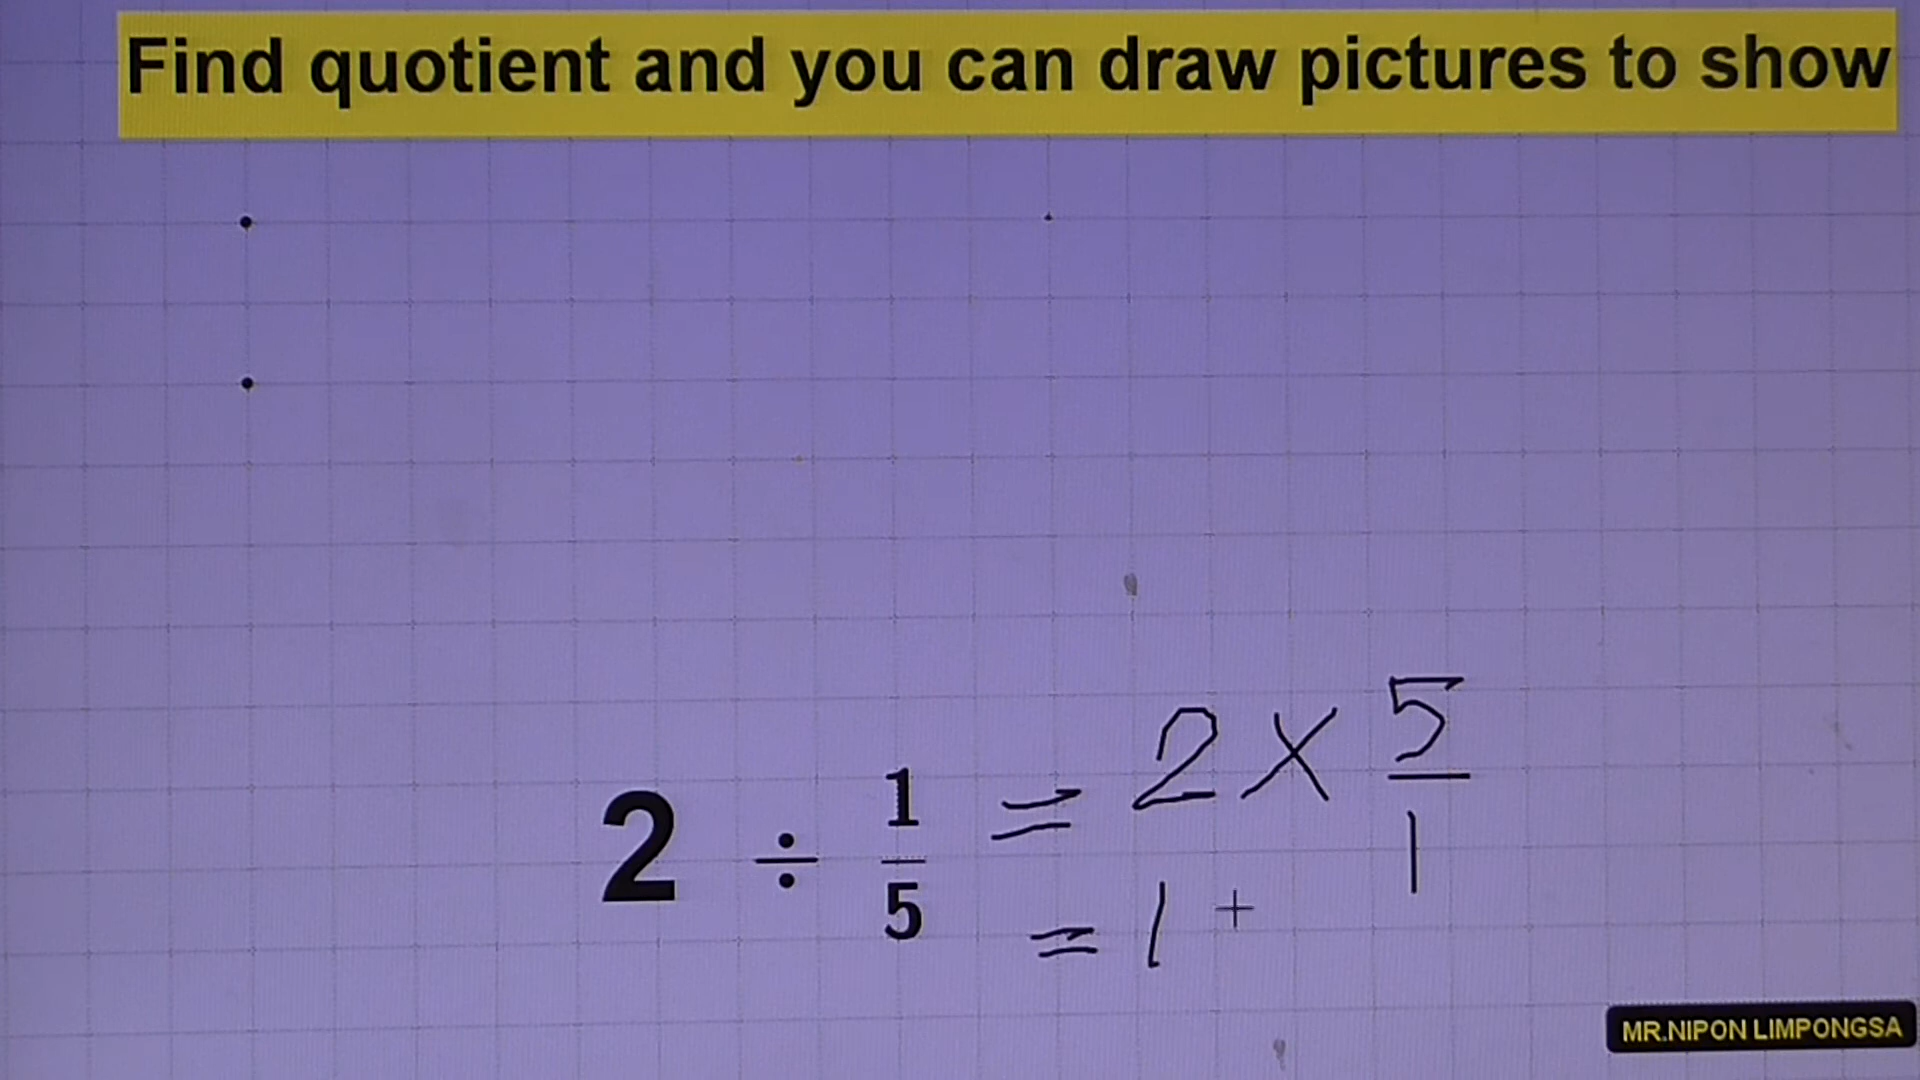 Find quotient and you can draw pictures to show
2 ÷ 1/5 = 2 × 5/1
= 1
MR.NIPON LIMPONGSA